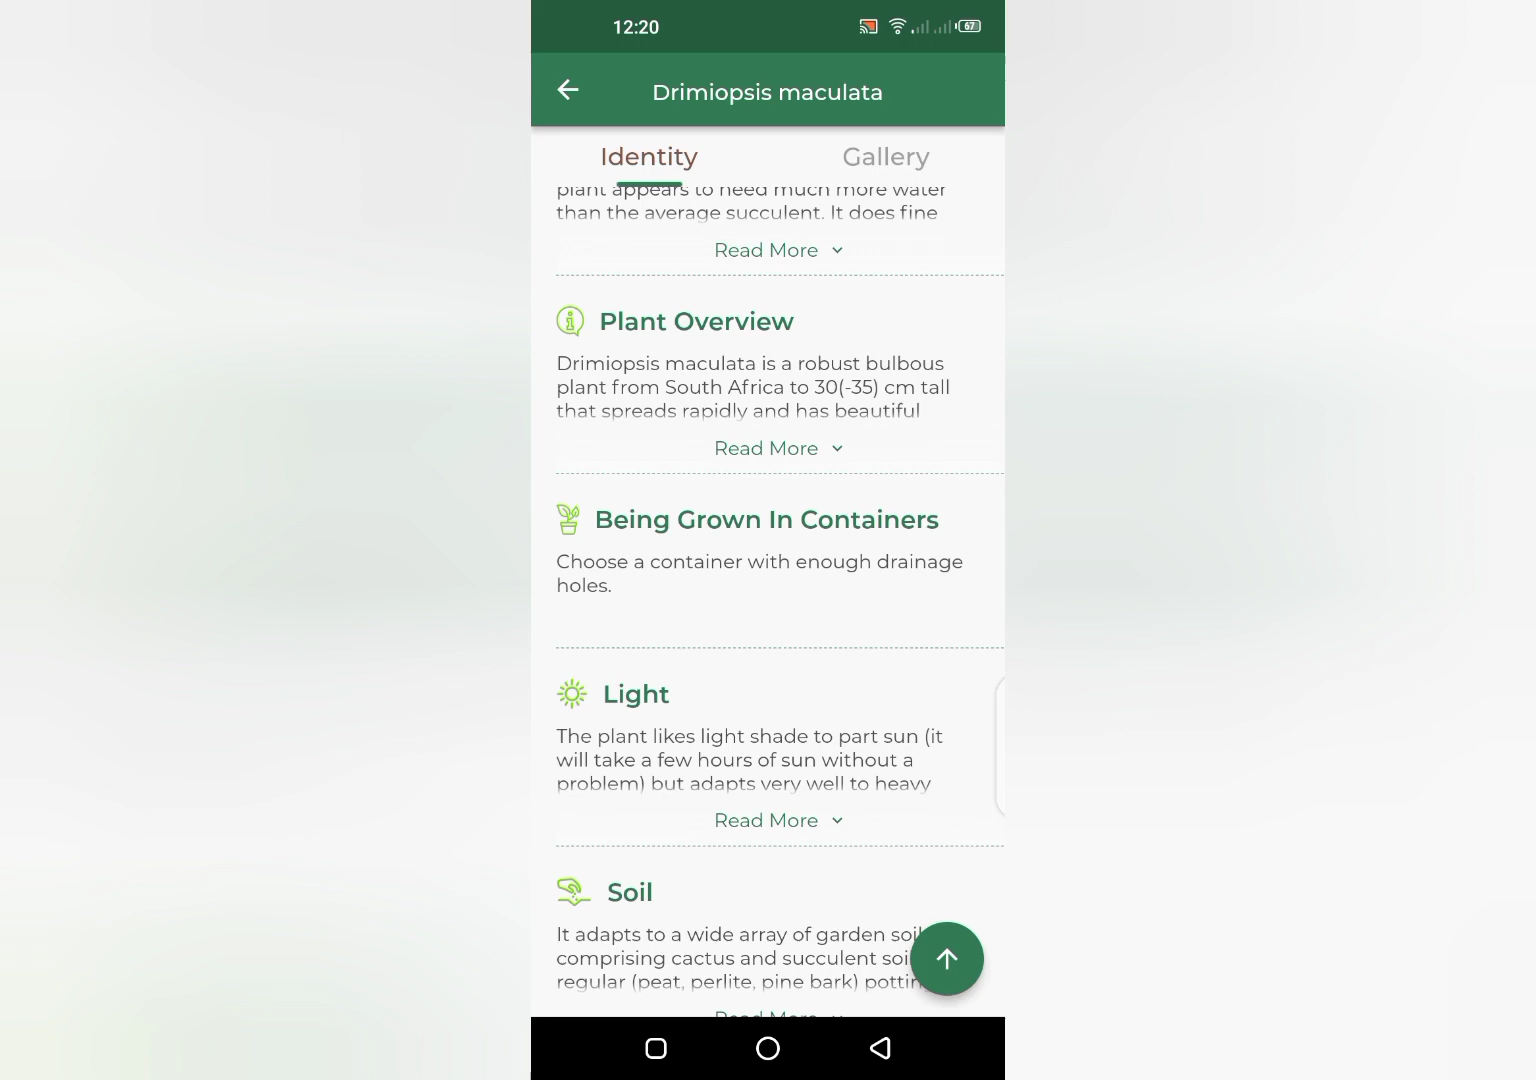 12:20
67
Drimiopsis maculata
Identity
Gallery
plant appears to need much more water
than the average succulent. It does fine
Read More
Plant Overview
Drimiopsis maculata is a robust bulbous
plant from South Africa to 30(-35) cm tall
that spreads rapidly and has beautiful
Read More
Being Grown In Containers
Choose a container with enough drainage
holes.
Light
The plant likes light shade to part sun (it
will take a few hours of sun without a
problem) but adapts very well to heavy
Read More
Soil
It adapts to a wide array of garden
comprising cactus and succulent
regular (peat, perlite, pine bark)
Read More